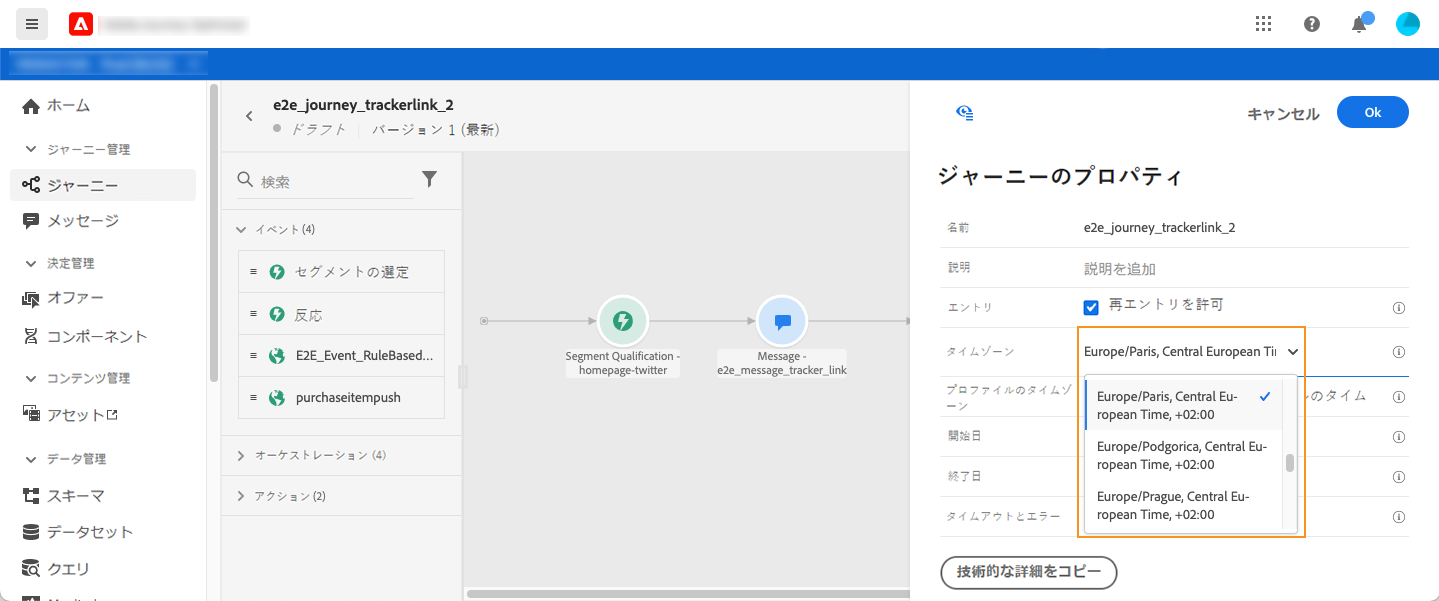 ホーム
ジャーニー管理
ジャーニー
メッセージ
決定管理
オファー
コンポーネント
コンテンツ管理
アセット
データ管理
スキーマ
データセット
クエリ
e2e_journey_trackerlink_2
ドラフト
バージョン 1 (最新)
検索
イベント (4)
セグメントの選定
反応
E2E_Event_RuleBased...
purchaseitempush
オーケストレーション (4)
アクション (2)
Segment Qualification -
homepage-twitter
Message -
e2e_message_tracker_link
キャンセル
Ok
ジャーニーのプロパティ
名前
e2e_journey_trackerlink_2
説明
説明を追加
エントリ
再エントリを許可
タイムゾーン
Europe/Paris, Central European Ti
プロファイルのタイムゾ
ーン
のタイム
Europe/Paris, Central Eu-
ropean Time, +02:00
Europe/Podgorica, Central Eu-
ropean Time, +02:00
Europe/Prague, Central Eu-
ropean Time, +02:00
開始日
終了日
タイムアウトとエラー
技術的な詳細をコピー